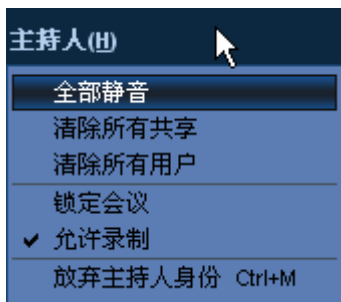 主持人(H)
全部静音
清除所有共享
清除所有用户
锁定会议
允许录制
放弃主持人身份 Ctrl+M